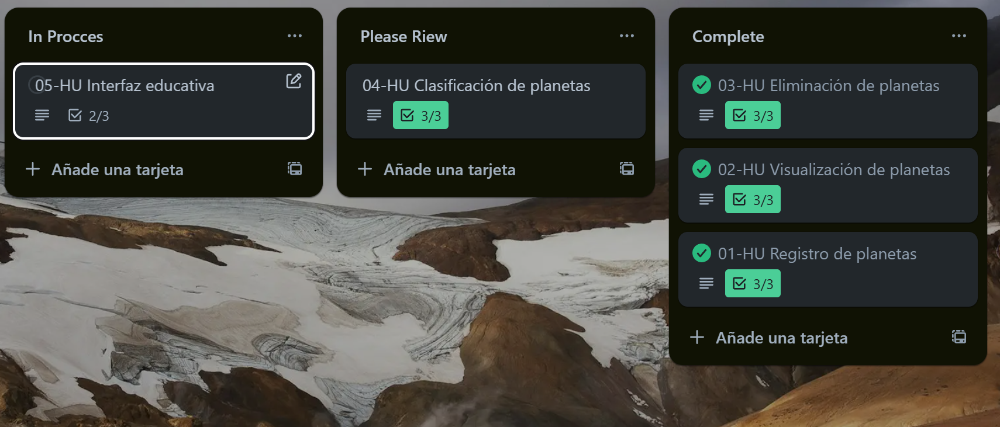 In Procces
05-HU Interfaz educativa
2/3
Añade una tarjeta
Please Riew
04-HU Clasificación de planetas
3/3
Añade una tarjeta
Complete
03-HU Eliminación de planetas
3/3
02-HU Visualización de planetas
3/3
01-HU Registro de planetas
3/3
Añade una tarjeta